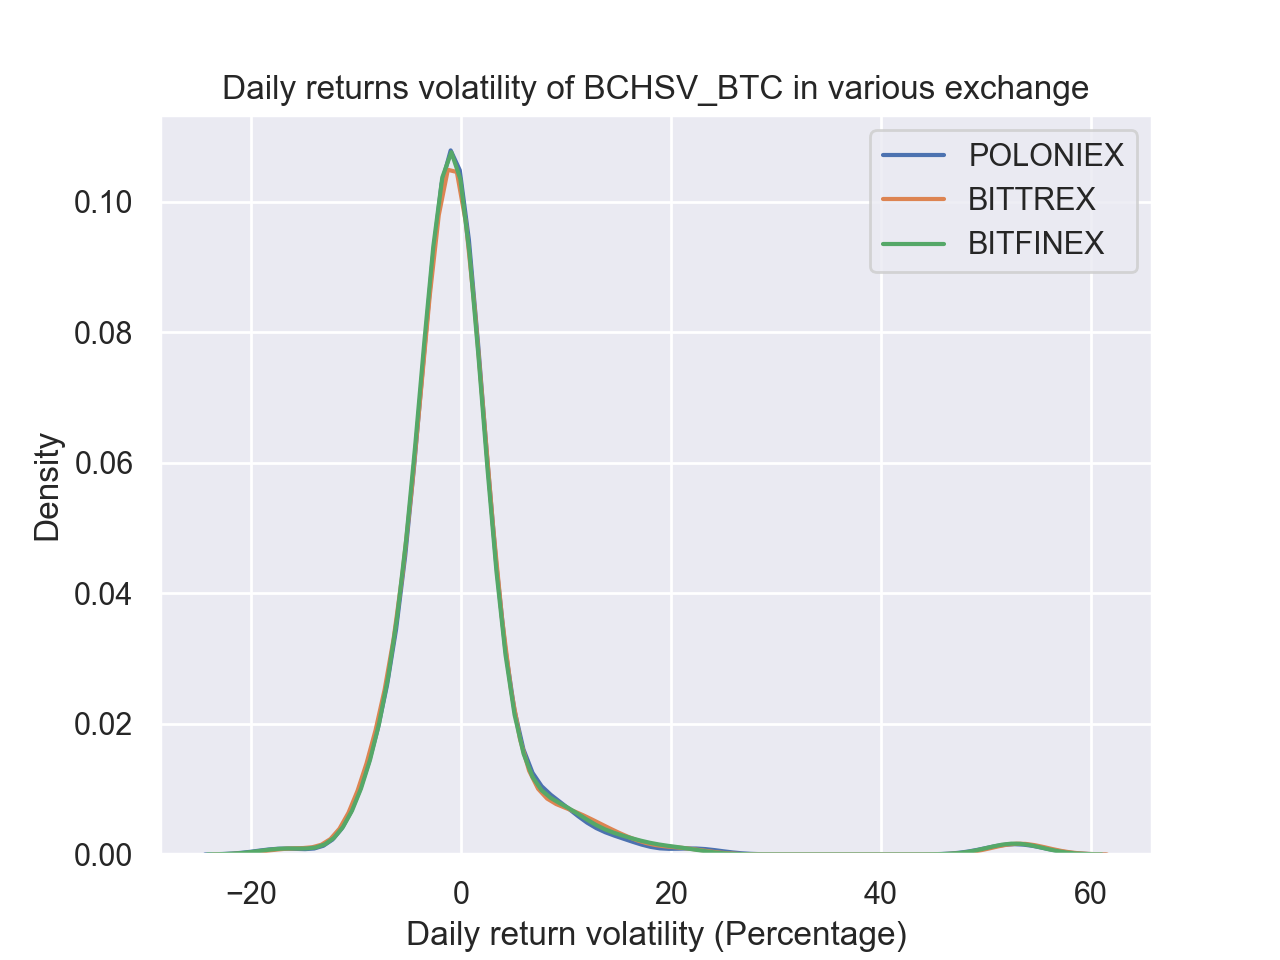 Daily returns volatility of BCHSV_BTC in various exchange
POLONIEX
BITTREX
BITFINEX
0.10
0.08
0.06
0.04
0.02
0.00
Density
−20
0
20
40
60
Daily return volatility (Percentage)